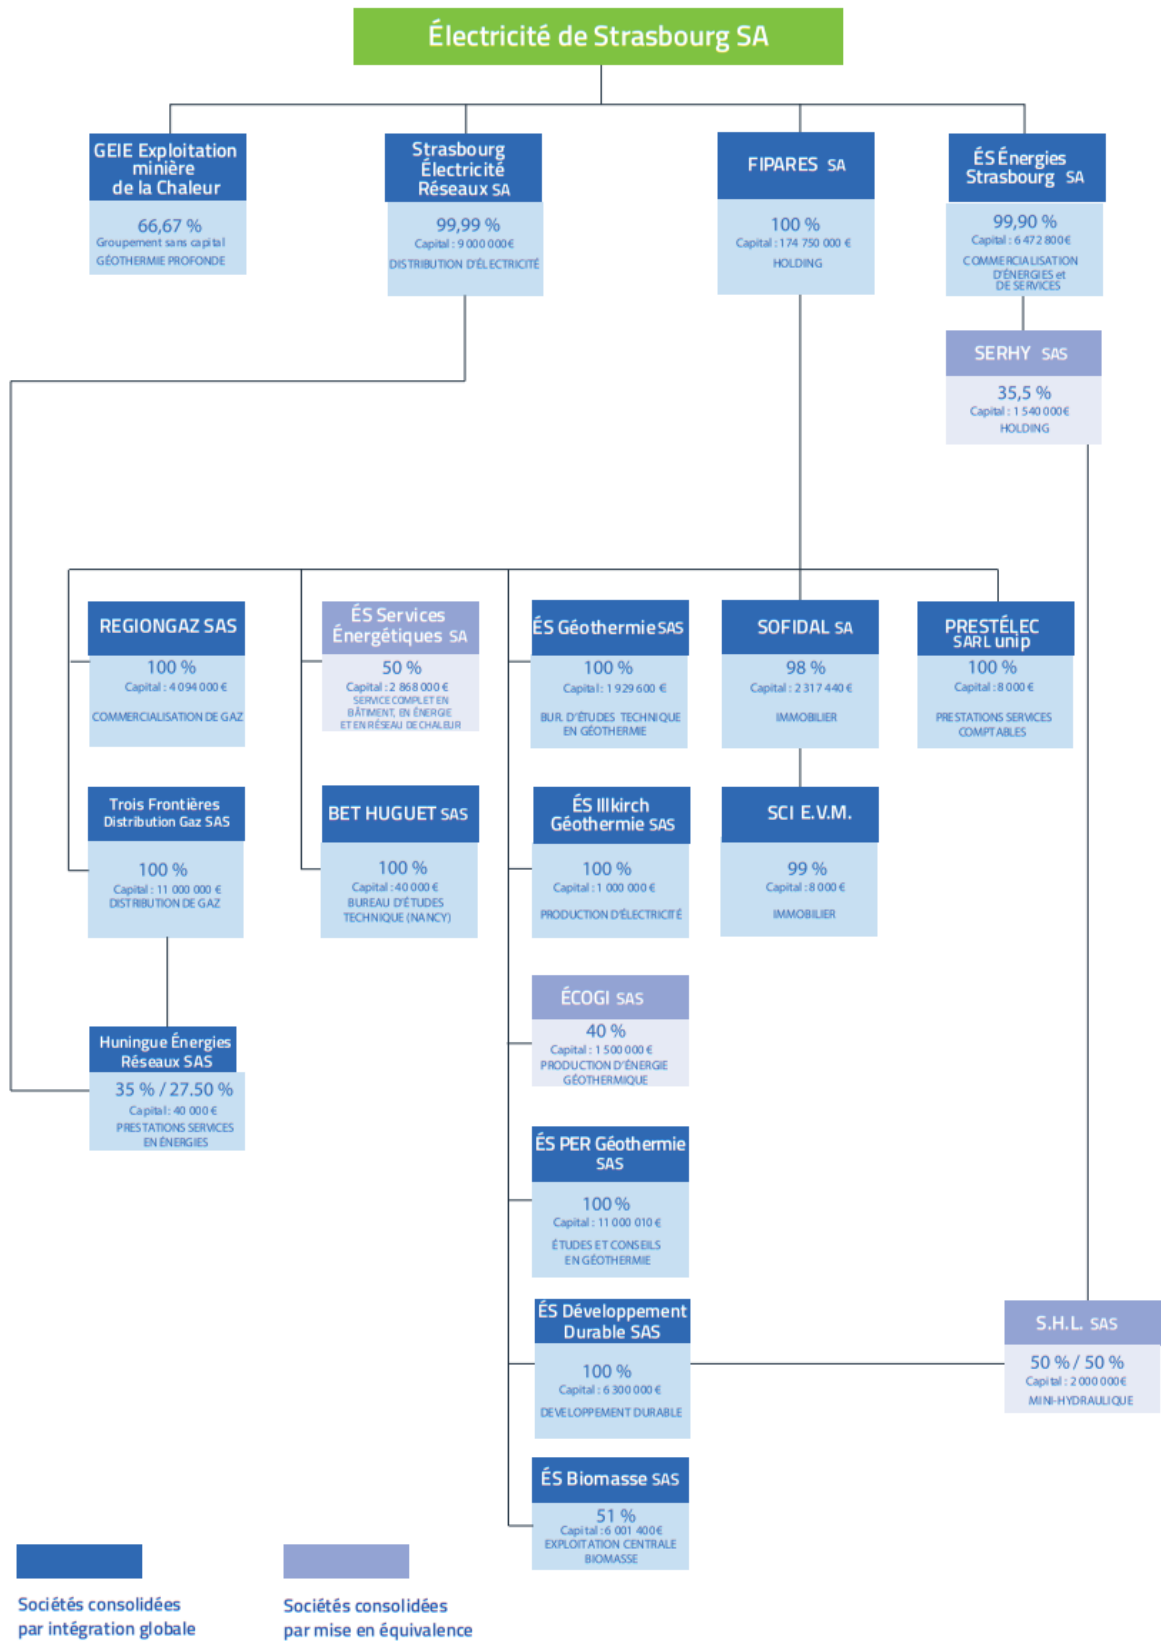 Électricité de Strasbourg SA
GEIE Exploitation
minière
de la Chaleur
66,67 %
Groupement sans capital
GÉOTHERMIE PROFONDE
Strasbourg
Électricité
Réseaux SA
99,99 %
Capital : 9 000 000€
DISTRIBUTION D'ÉLECTRICITÉ
FIPARES SA
100 %
Capital : 174 750 000 €
HOLDING
ÉS Énergies
Strasbourg SA
99,90 %
Capital : 6 472 800€
COMMERCIALISATION
D'ÉNERGIES et
DE SERVICES
SERHY SAS
35,5 %
Capital : 1 540 000€
HOLDING
REGIONGAZ SAS
100 %
Capital : 4 094 000 €
COMMERCIALISATION DE GAZ
ÉS Services
Énergétiques SA
50 %
Capital : 2 868 000 €
SERVICE COMPLET EN
BÂTIMENT, EN ÉNERGIE
ET EN RÉSEAU DE CHALEUR
ÉS Géothermie SAS
100 %
Capital : 1 929 600 €
BUR. D'ÉTUDES TECHNIQUE
EN GÉOTHERMIE
SOFIDAL SA
98 %
Capital : 2 317 440 €
IMMOBILIER
PRESTÉLEC
SARL unip
100 %
Capital : 8 000 €
PRESTATIONS SERVICES
COMPTABLES
Trois Frontières
Distribution Gaz SAS
100 %
Capital : 11 000 000 €
DISTRIBUTION DE GAZ
BET HUGUET SAS
100 %
Capital : 40 000 €
BUREAU D'ÉTUDES
TECHNIQUE (NANCY)
ÉS Illkirch
Géothermie SAS
100 %
Capital : 1 000 000 €
PRODUCTION D'ÉLECTRICITÉ
SCI E.V.M.
99 %
Capital : 8 000 €
IMMOBILIER
ÉCOGI SAS
40 %
Capital : 1 500 000 €
PRODUCTION D'ÉNERGIE
GÉOTHERMIQUE
Huningue Énergies
Réseaux SAS
35 % / 27.50 %
Capital : 40 000 €
PRESTATIONS SERVICES
EN ÉNERGIES
ÉS PER Géothermie
SAS
100 %
Capital : 11 000 010 €
ÉTUDES ET CONSEILS
EN GÉOTHERMIE
ÉS Développement
Durable SAS
100 %
Capital : 6 300 000 €
DEVELOPPEMENT DURABLE
S.H.L. SAS
50 % / 50 %
Capital : 2 000 000€
MINI-HYDRAULIQUE
ÉS Biomasse SAS
51 %
Capital : 6 001 400€
EXPLOITATION CENTRALE
BIOMASSE
Sociétés consolidées
par intégration globale
Sociétés consolidées
par mise en équivalence